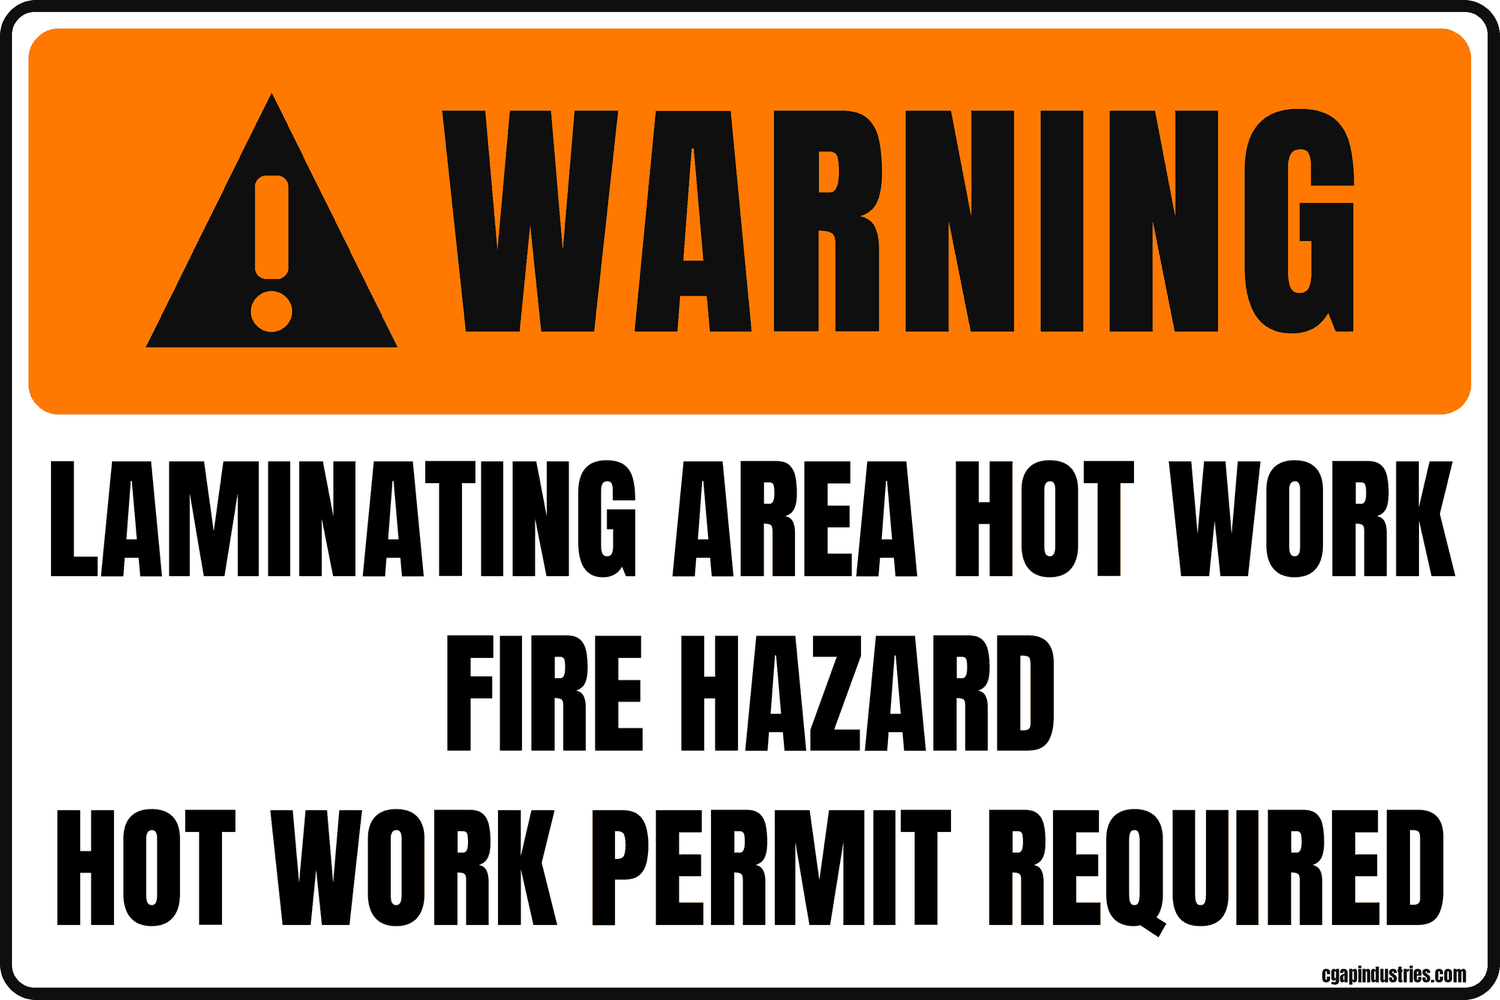 WARNING
LAMINATING AREA HOT WORK
FIRE HAZARD
HOT WORK PERMIT REQUIRED
cgapindustries.com